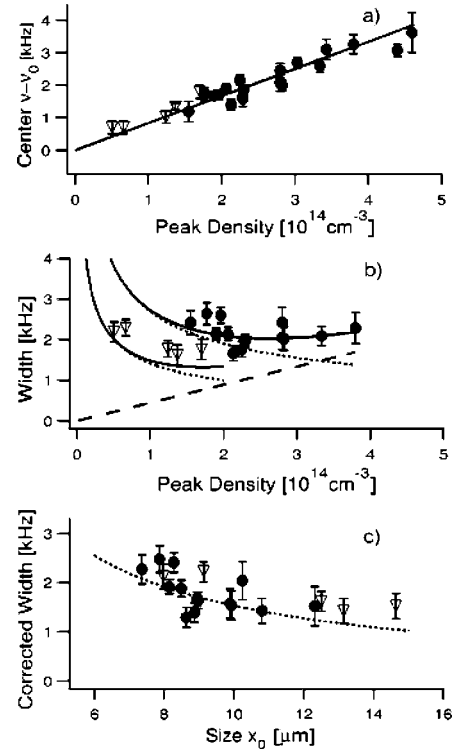 a)
Center ν−ν0 [kHz]
4
3
2
1
0
0 1 2 3 4 5
Peak Density [10^14 cm^-3]
b)
Width [kHz]
4
3
2
1
0
0 1 2 3 4 5
Peak Density [10^14 cm^-3]
c)
Corrected Width [kHz]
3
2
1
0
6 8 10 12 14 16
Size x0 [μm]